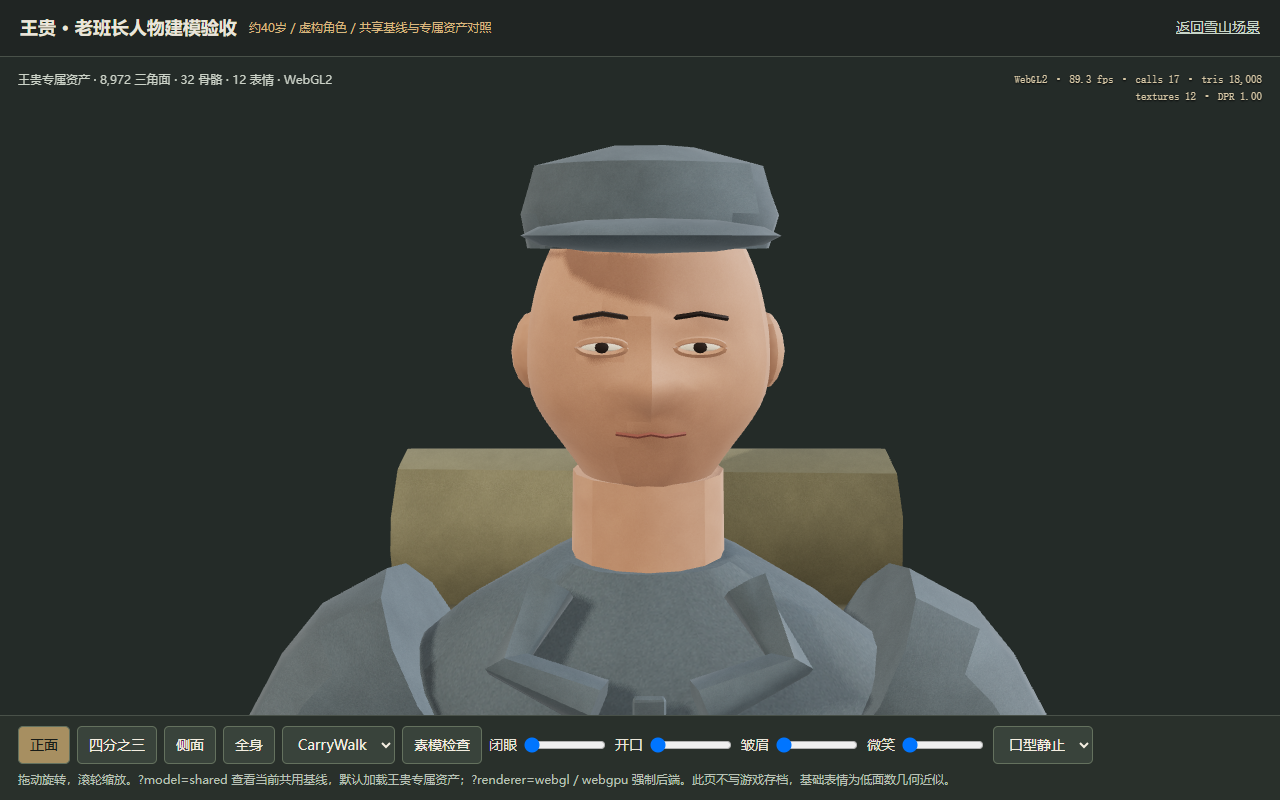 王贵 • 老班长人物建模验收 约40岁 / 虚构角色 / 共享基线与专属资产对照 返回雪山场景
王贵专属资产 · 8,972 三角面 · 32 骨骼 · 12 表情 · WebGL2
WebGL2 · 89.3 fps · calls 17 · tris 18,008
textures 12 · DPR 1.00
正面 四分之三 侧面 全身 CarryWalk 素模检查 闭眼 开口 皱眉 微笑 口型静止
拖动旋转，滚轮缩放。?model=shared 查看当前共用基线，默认加载王贵专属资产；?renderer=webgl / webgpu 强制后端。此页不写游戏存档，基础表情为低面数几何近似。